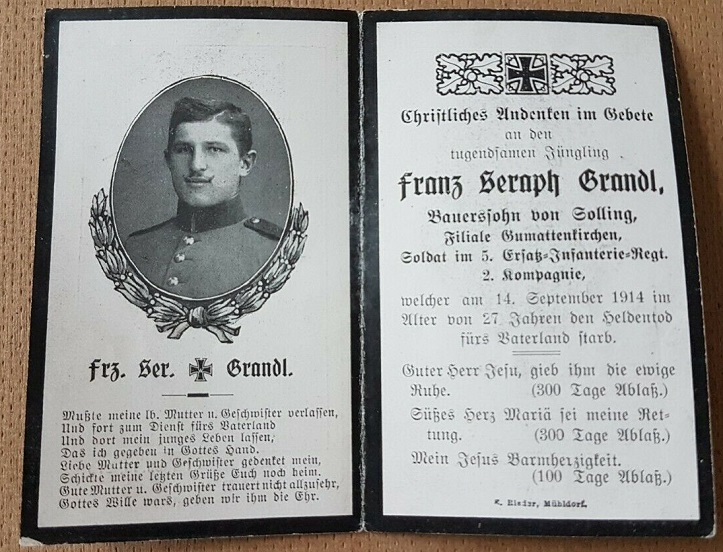 Frz. Ser. Grandl.
Mußte meine lb. Mutter u. Geschwister verlassen,
Und fort zum Dienst fürs Vaterland
Und dort mein junges Leben lassen,
Das ich gegeben in Gottes Hand.
Liebe Mutter und Geschwister gedenket mein,
Schickte meine letzten Grüße Euch noch heim.
Gute Mutter u. Geschwister trauert nicht allzusehr,
Gottes Wille wars, geben wir ihm die Ehr.
Christliches Andenken im Gebete
an den
tugendsamen Jüngling
Franz Seraph Grandl,
Bauerssohn von Solling,
Filiale Gumattenkirchen,
Soldat im 5. Ersatz-Infanterie-Regt.
2. Kompagnie,
welcher am 14. September 1914 im
Alter von 27 Jahren den Heldentod
fürs Vaterland starb.
Guter Herr Jesu, gieb ihm die ewige
Ruhe. (300 Tage Ablaß.)
Süßes Herz Mariä sei meine Ret-
tung. (300 Tage Ablaß.)
Mein Jesus Barmherzigkeit.
(100 Tage Ablaß.)
Mühldorf.